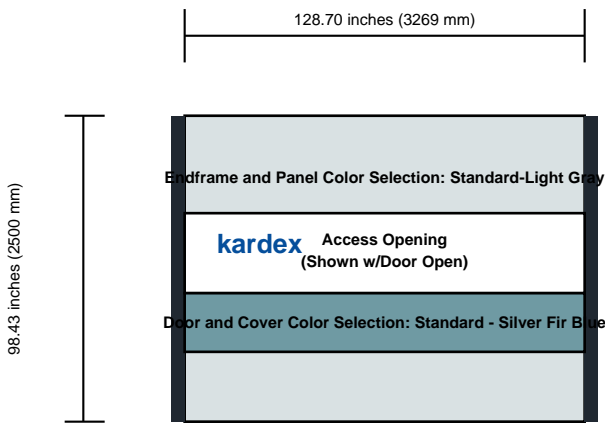 128.70 inches (3269 mm)
98.43 inches (2500 mm)
Endframe and Panel Color Selection: Standard-Light Gray
kardex
Access Opening
(Shown w/Door Open)
Door and Cover Color Selection: Standard - Silver Fir Blue